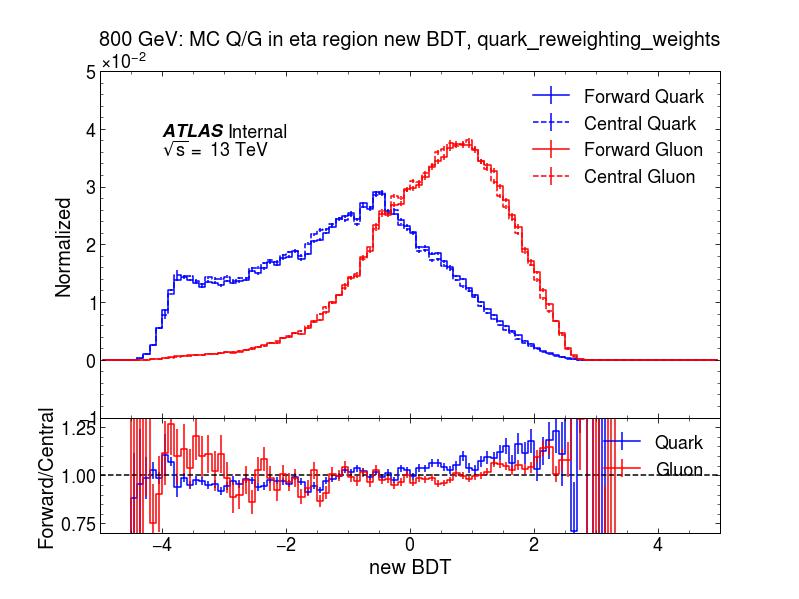 800 GeV: MC Q/G in eta region new BDT, quark_reweighting_weights
×10⁻²
5
4
3
2
1
0
−1
Normalized
ATLAS Internal
√s = 13 TeV
Forward Quark
Central Quark
Forward Gluon
Central Gluon
1.25
1.00
0.75
Forward/Central
Quark
Gluon
−4 −2 0 2 4
new BDT